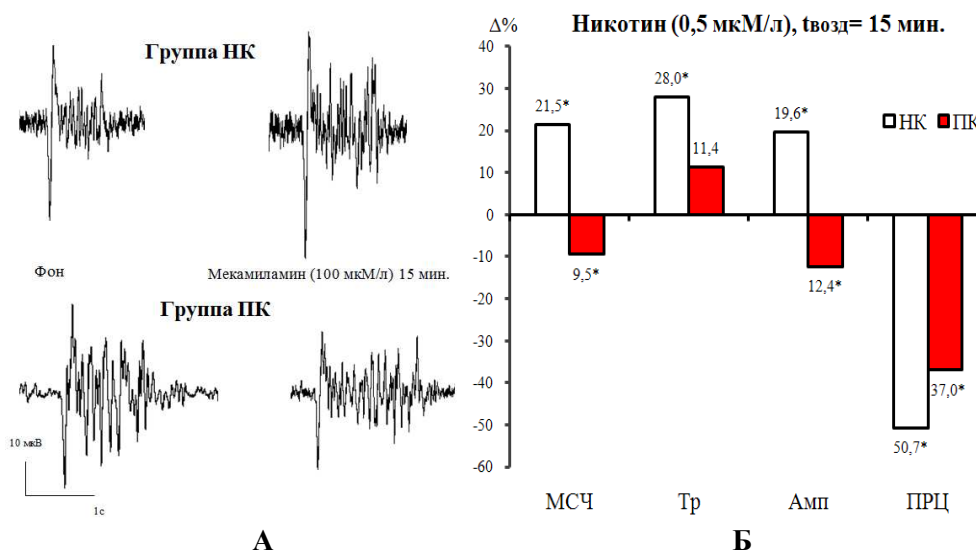 Группа НК
Фон
Мекамиламин (100 мкМ/л) 15 мин.
Группа ПК
10 мкВ
1с
А
Δ%
Никотин (0,5 мкМ/л), tвозд= 15 мин.
40
30
20
10
0
-10
-20
-30
-40
-50
-60
21,5*
9,5*
28,0*
11,4
19,6*
12,4*
50,7*
37,0*
НК ПК
МСЧ Тр Амп ПРЦ
Б